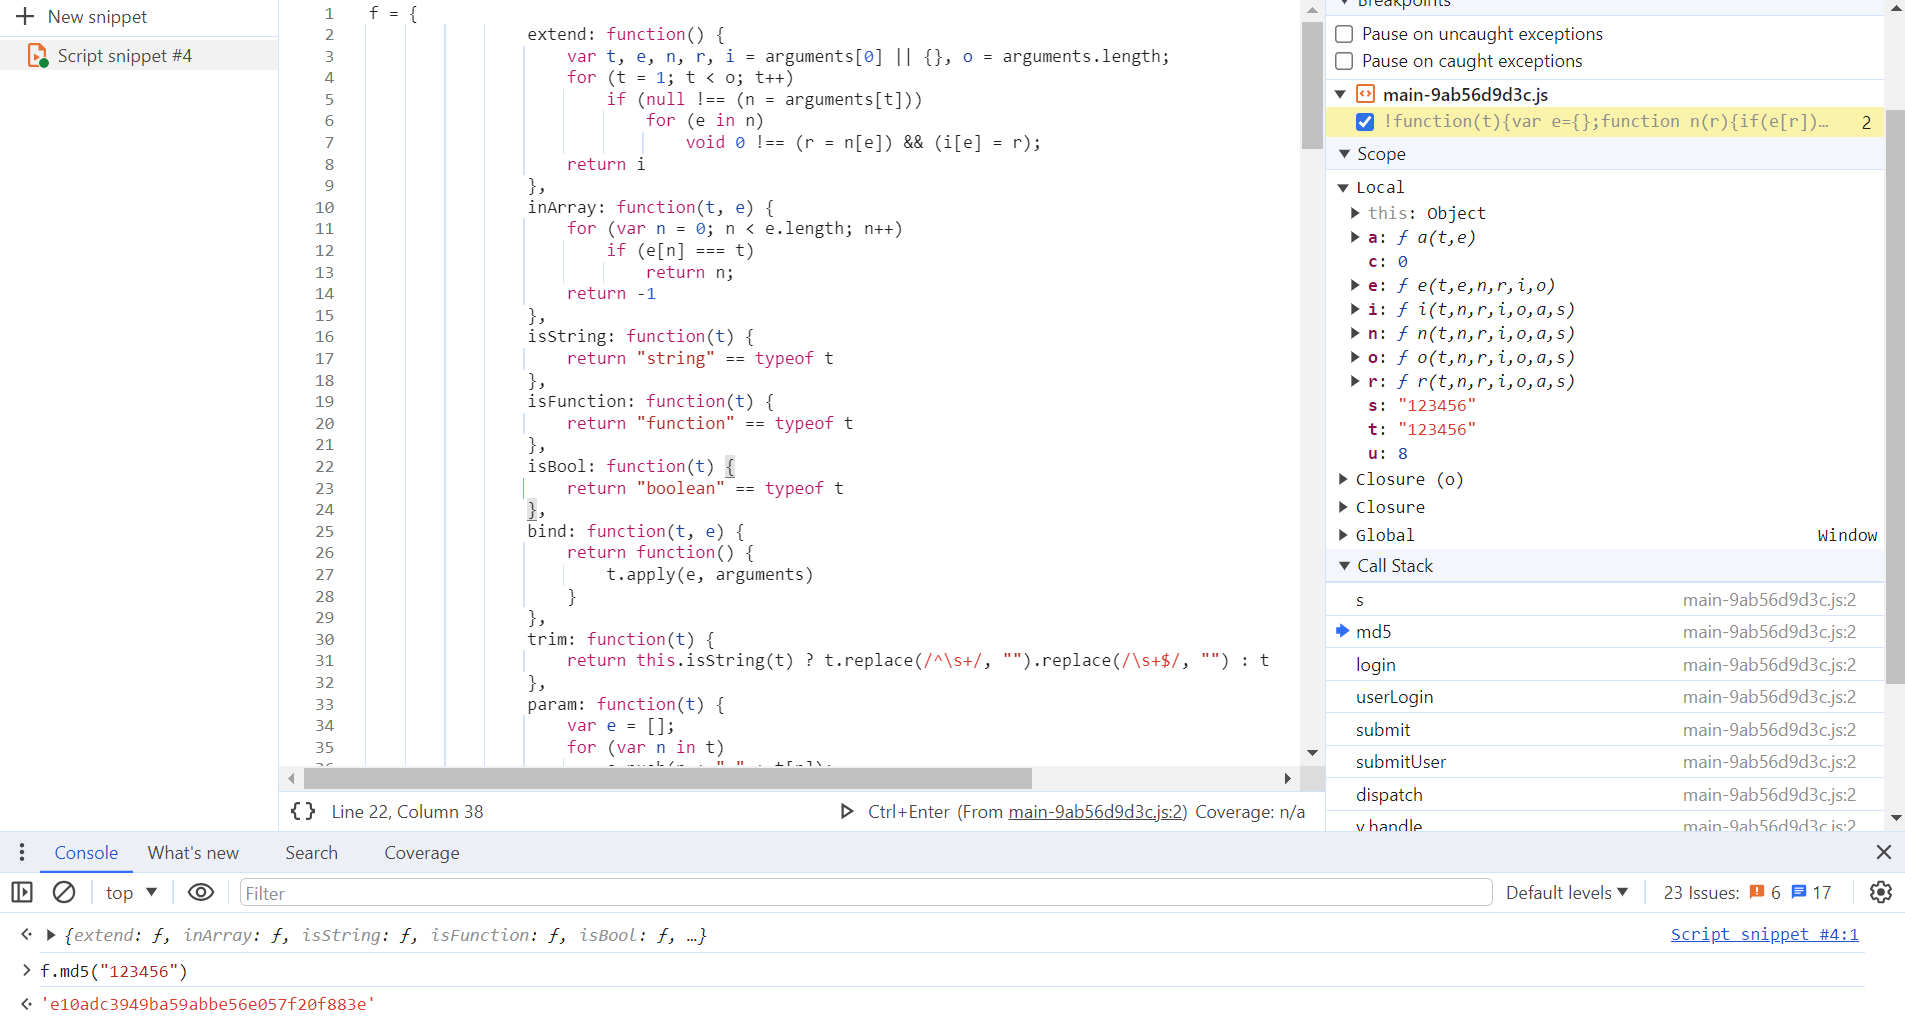 New snippet
Script snippet #4
1 f = {
2 extend: function() {
3 var t, e, n, r, i = arguments[0] || {}, o = arguments.length;
4 for (t = 1; t < o; t++)
5 if (null !== (n = arguments[t]))
6 for (e in n)
7 void 0 !== (r = n[e]) && (i[e] = r);
8 return i
9 },
10 inArray: function(t, e) {
11 for (var n = 0; n < e.length; n++)
12 if (e[n] === t)
13 return n;
14 return -1
15 },
16 isString: function(t) {
17 return "string" == typeof t
18 },
19 isFunction: function(t) {
20 return "function" == typeof t
21 },
22 isBool: function(t) {
23 return "boolean" == typeof t
24 },
25 bind: function(t, e) {
26 return function() {
27 t.apply(e, arguments)
28 }
29 },
30 trim: function(t) {
31 return this.isString(t) ? t.replace(/^\s+/, "").replace(/\s+$/, "") : t
32 },
33 param: function(t) {
34 var e = [];
35 for (var n in t)
{} Line 22, Column 38
Ctrl+Enter (From main-9ab56d9d3c.js:2) Coverage: n/a
Breakpoints
Pause on uncaught exceptions
Pause on caught exceptions
main-9ab56d9d3c.js
!function(t){var e={};function n(r){if(e[r])… 2
Scope
Local
this: Object
a: ƒ a(t,e)
c: 0
e: ƒ e(t,e,n,r,i,o)
i: ƒ i(t,n,r,i,o,a,s)
n: ƒ n(t,n,r,i,o,a,s)
o: ƒ o(t,n,r,i,o,a,s)
r: ƒ r(t,n,r,i,o,a,s)
s: "123456"
t: "123456"
u: 8
Closure (o)
Closure
Global Window
Call Stack
s main-9ab56d9d3c.js:2
md5 main-9ab56d9d3c.js:2
login main-9ab56d9d3c.js:2
userLogin main-9ab56d9d3c.js:2
submit main-9ab56d9d3c.js:2
submitUser main-9ab56d9d3c.js:2
dispatch main-9ab56d9d3c.js:2
v.handle main-9ab56d9d3c.js:2
Console What's new Search Coverage
top Filter Default levels 23 Issues: 6 17
{extend: ƒ, inArray: ƒ, isString: ƒ, isFunction: ƒ, isBool: ƒ, …} Script snippet #4:1
f.md5("123456")
'e10adc3949ba59abbe56e057f20f883e'